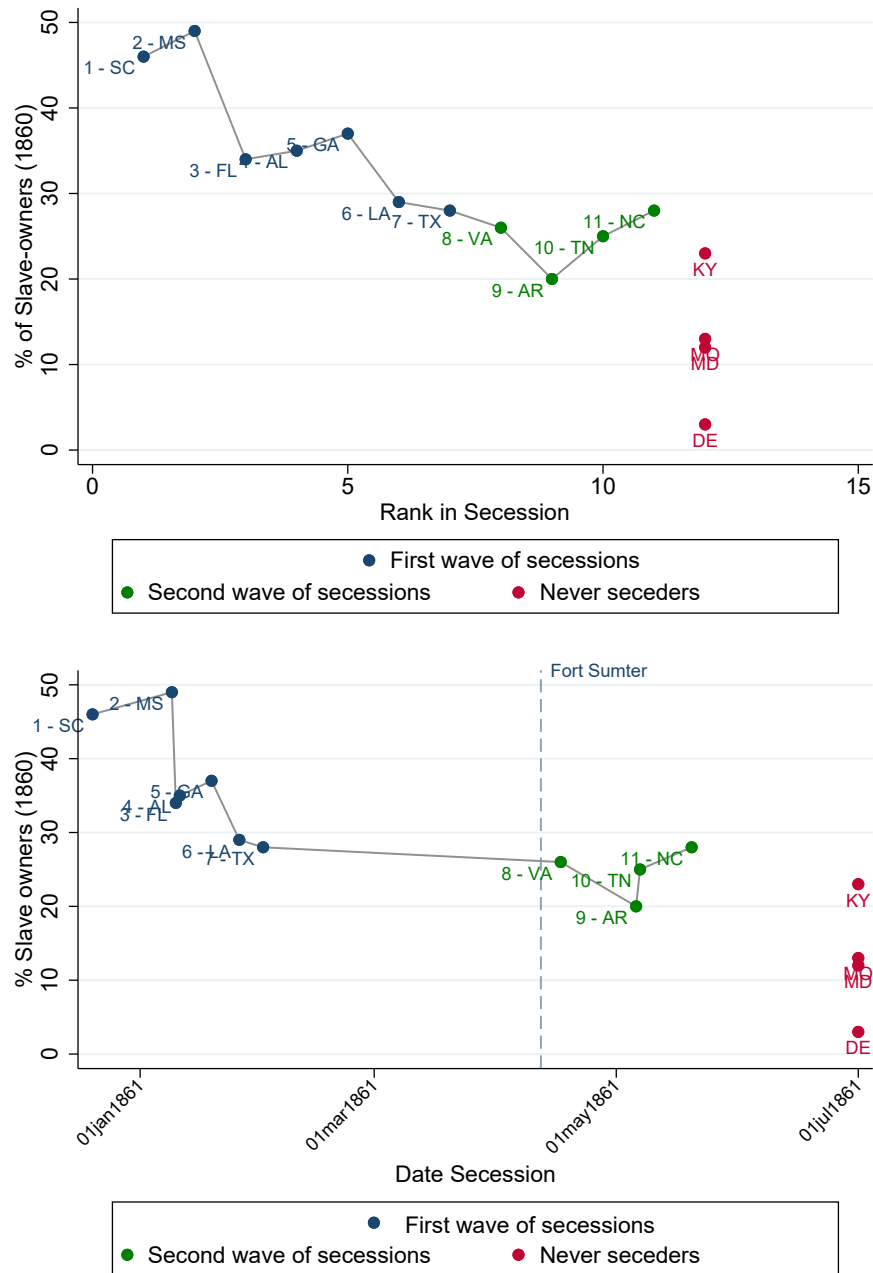 % of Slave-owners (1860)
50
40
30
20
10
0
1 - SC
2 - MS
3 - FL
4 - AL
5 - GA
6 - LA
7 - TX
8 - VA
9 - AR
10 - TN
11 - NC
KY
MO
MD
DE
0 5 10 15
Rank in Secession
First wave of secessions
Second wave of secessions Never seceders
% Slave owners (1860)
50
40
30
20
10
0
Fort Sumter
1 - SC
2 - MS
3 - FL
4 - AL
5 - GA
6 - LA
7 - TX
8 - VA
9 - AR
10 - TN
11 - NC
KY
MO
MD
DE
01jan1861 01mar1861 01may1861 01jul1861
Date Secession
First wave of secessions
Second wave of secessions Never seceders